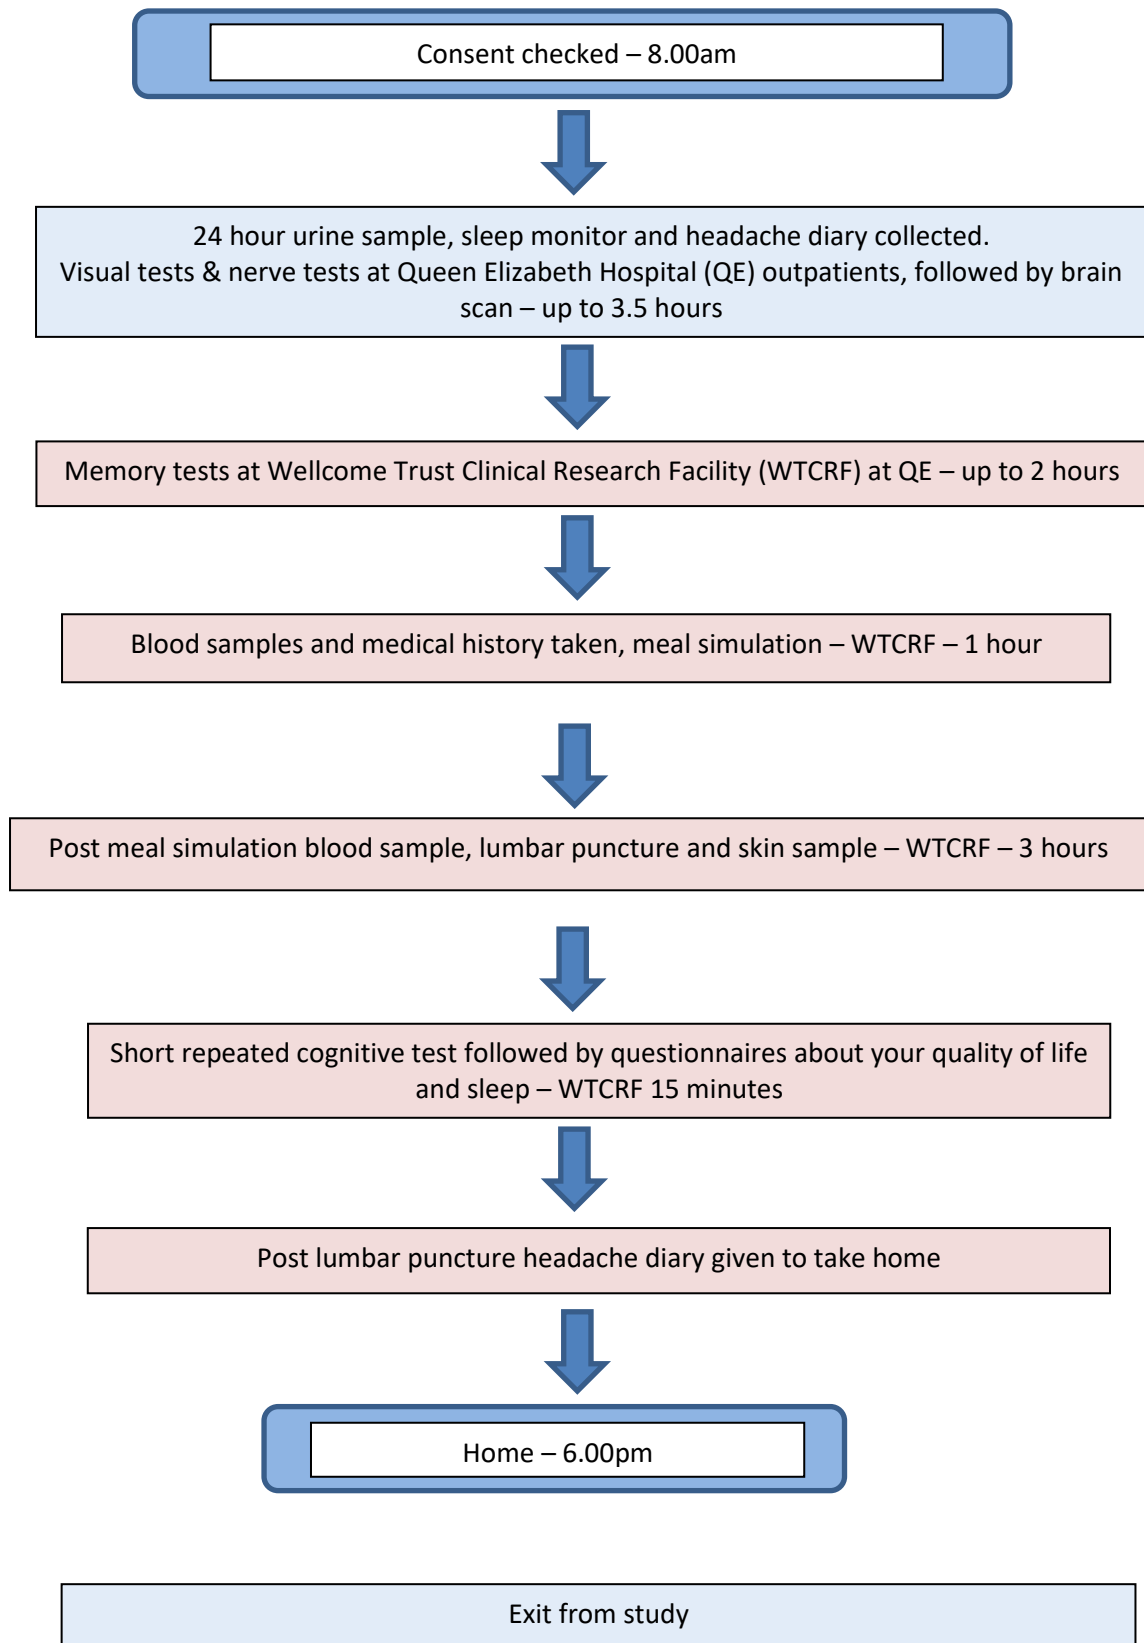 Consent checked – 8.00am
24 hour urine sample, sleep monitor and headache diary collected.
Visual tests & nerve tests at Queen Elizabeth Hospital (QE) outpatients, followed by brain
scan – up to 3.5 hours
Memory tests at Wellcome Trust Clinical Research Facility (WTCRF) at QE – up to 2 hours
Blood samples and medical history taken, meal simulation – WTCRF – 1 hour
Post meal simulation blood sample, lumbar puncture and skin sample – WTCRF – 3 hours
Short repeated cognitive test followed by questionnaires about your quality of life
and sleep – WTCRF 15 minutes
Post lumbar puncture headache diary given to take home
Home – 6.00pm
Exit from study